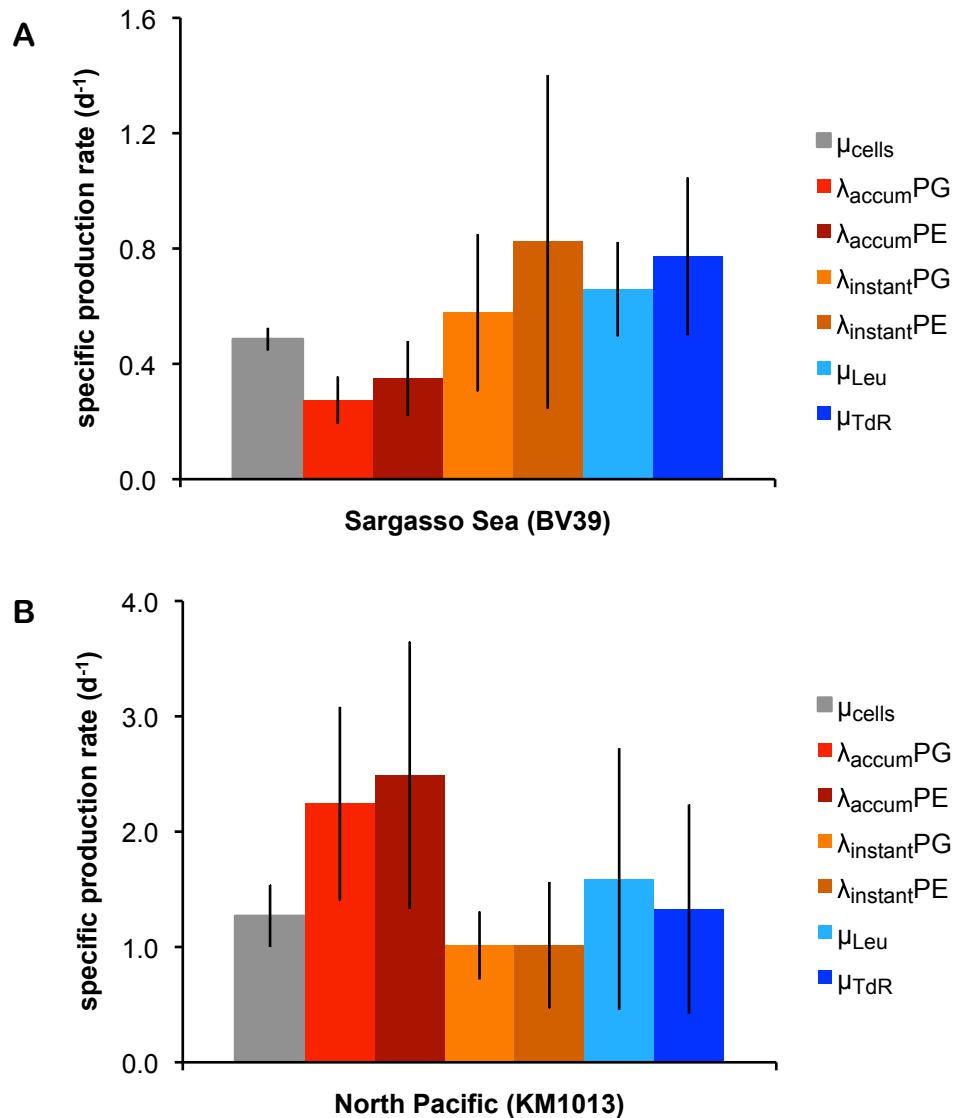 A
specific production rate (d⁻¹)
1.6
1.2
0.8
0.4
0.0
Sargasso Sea (BV39)
μcells
λaccumPG
λaccumPE
λinstantPG
λinstantPE
μLeu
μTdR
B
specific production rate (d⁻¹)
4.0
3.0
2.0
1.0
0.0
North Pacific (KM1013)
μcells
λaccumPG
λaccumPE
λinstantPG
λinstantPE
μLeu
μTdR